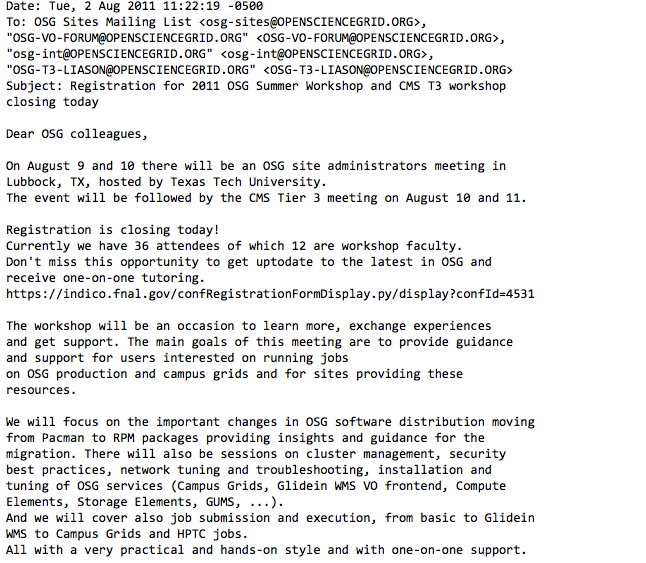 Date: Tue, 2 Aug 2011 11:22:19 -0500
To: OSG Sites Mailing List <osg-sites@OPENSCIENCEGRID.ORG>,
"OSG-VO-FORUM@OPENSCIENCEGRID.ORG" <OSG-VO-FORUM@OPENSCIENCEGRID.ORG>,
"osg-int@OPENSCIENCEGRID.ORG" <osg-int@OPENSCIENCEGRID.ORG>,
"OSG-T3-LIASON@OPENSCIENCEGRID.ORG" <OSG-T3-LIASON@OPENSCIENCEGRID.ORG>
Subject: Registration for 2011 OSG Summer Workshop and CMS T3 workshop
closing today

Dear OSG colleagues,

On August 9 and 10 there will be an OSG site administrators meeting in
Lubbock, TX, hosted by Texas Tech University.
The event will be followed by the CMS Tier 3 meeting on August 10 and 11.

Registration is closing today!
Currently we have 36 attendees of which 12 are workshop faculty.
Don't miss this opportunity to get uptodate to the latest in OSG and
receive one-on-one tutoring.
https://indico.fnal.gov/confRegistrationFormDisplay.py/display?confId=4531

The workshop will be an occasion to learn more, exchange experiences
and get support. The main goals of this meeting are to provide guidance
and support for users interested on running jobs
on OSG production and campus grids and for sites providing these
resources.

We will focus on the important changes in OSG software distribution moving
from Pacman to RPM packages providing insights and guidance for the
migration. There will also be sessions on cluster management, security
best practices, network tuning and troubleshooting, installation and
tuning of OSG services (Campus Grids, Glidein WMS VO frontend, Compute
Elements, Storage Elements, GUMS, ...).
And we will cover also job submission and execution, from basic to Glidein
WMS to Campus Grids and HPTC jobs.
All with a very practical and hands-on style and with one-on-one support.